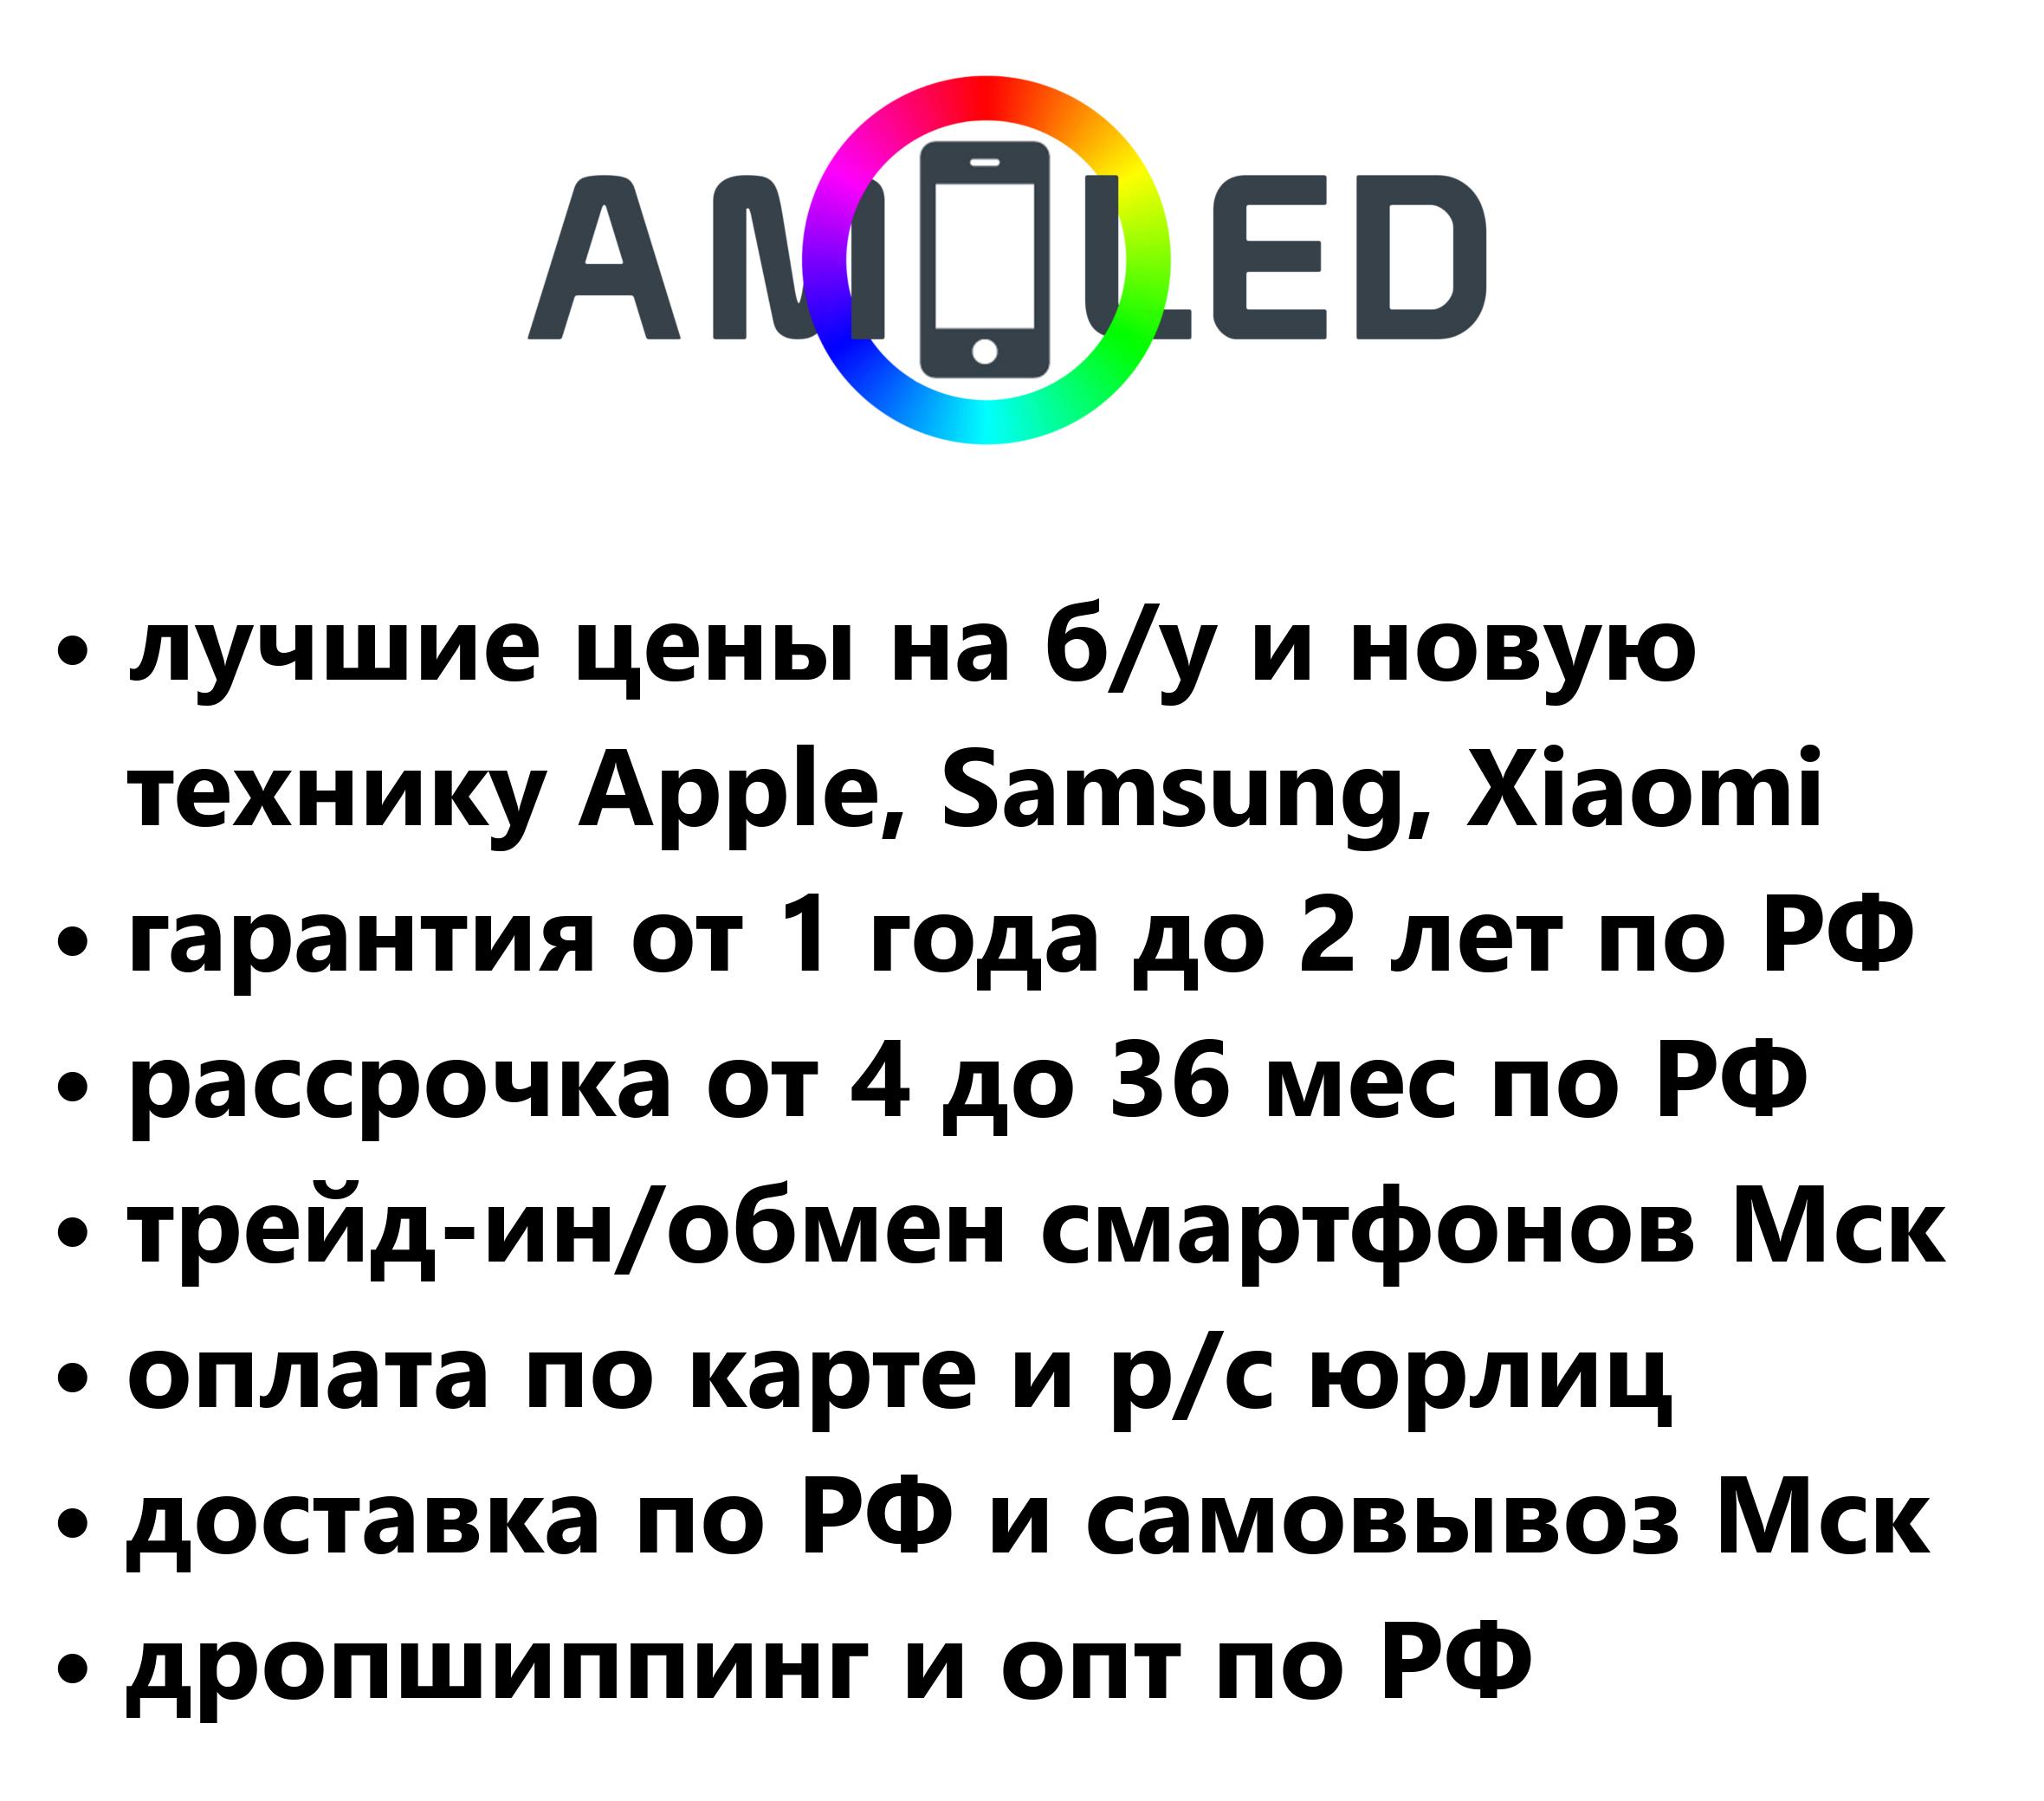 AMOLED
• лучшие цены на б/у и новую
технику Apple, Samsung, Xiaomi
• гарантия от 1 года до 2 лет по РФ
• рассрочка от 4 до 36 мес по РФ
• трейд-ин/обмен смартфонов Мск
• оплата по карте и р/с юрлиц
• доставка по РФ и самовывоз Мск
• дропшиппинг и опт по РФ